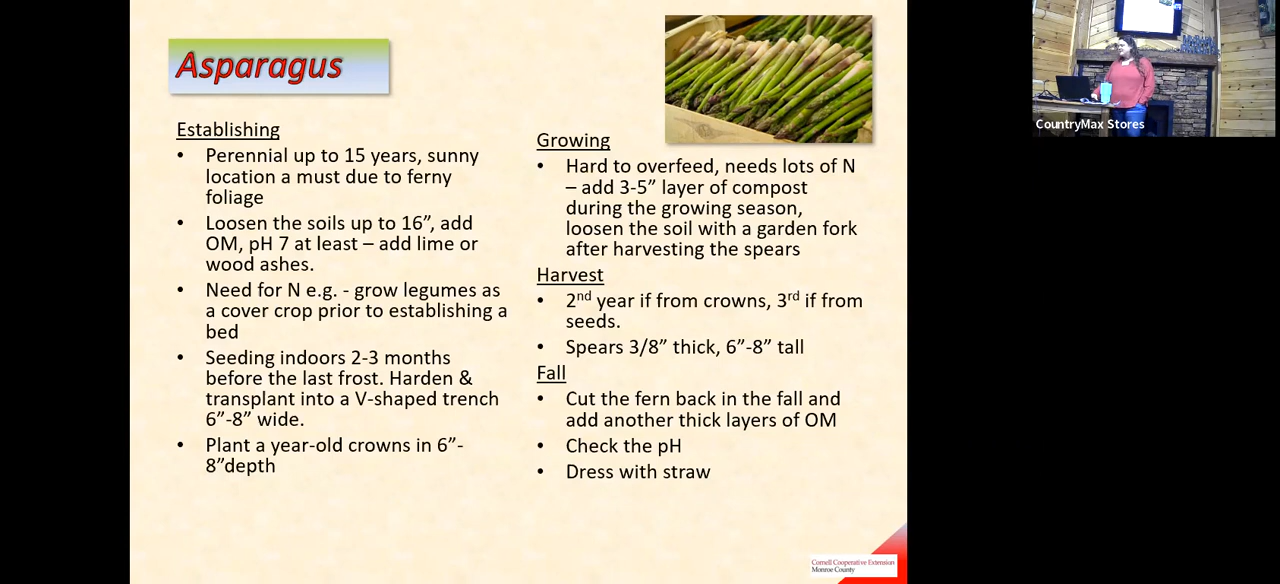 Asparagus
Establishing
• Perennial up to 15 years, sunny
location a must due to ferny
foliage
• Loosen the soils up to 16”, add
OM, pH 7 at least – add lime or
wood ashes.
• Need for N e.g. - grow legumes as
a cover crop prior to establishing a
bed
• Seeding indoors 2-3 months
before the last frost. Harden &
transplant into a V-shaped trench
6”-8” wide.
• Plant a year-old crowns in 6”-
8”depth
Growing
• Hard to overfeed, needs lots of N
– add 3-5” layer of compost
during the growing season,
loosen the soil with a garden fork
after harvesting the spears
Harvest
• 2nd year if from crowns, 3rd if from
seeds.
• Spears 3/8” thick, 6”-8” tall
Fall
• Cut the fern back in the fall and
add another thick layers of OM
• Check the pH
• Dress with straw
Cornell Cooperative Extension
Monroe County
CountryMax Stores